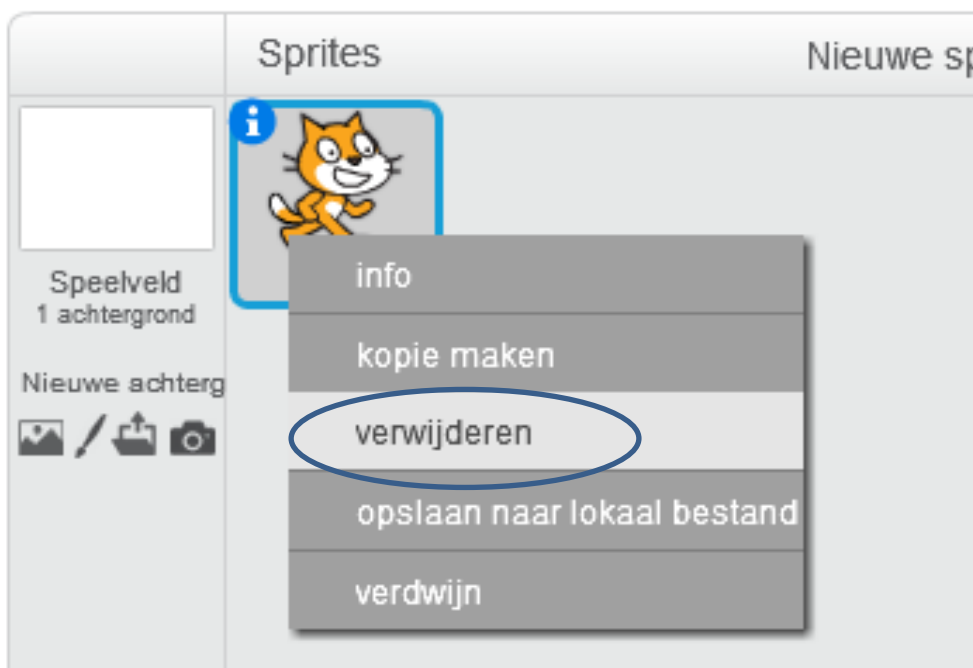 Sprites
Nieuwe sp
Speelveld
1 achtergrond
Nieuwe achterg
info
kopie maken
verwijderen
opslaan naar lokaal bestand
verdwijn